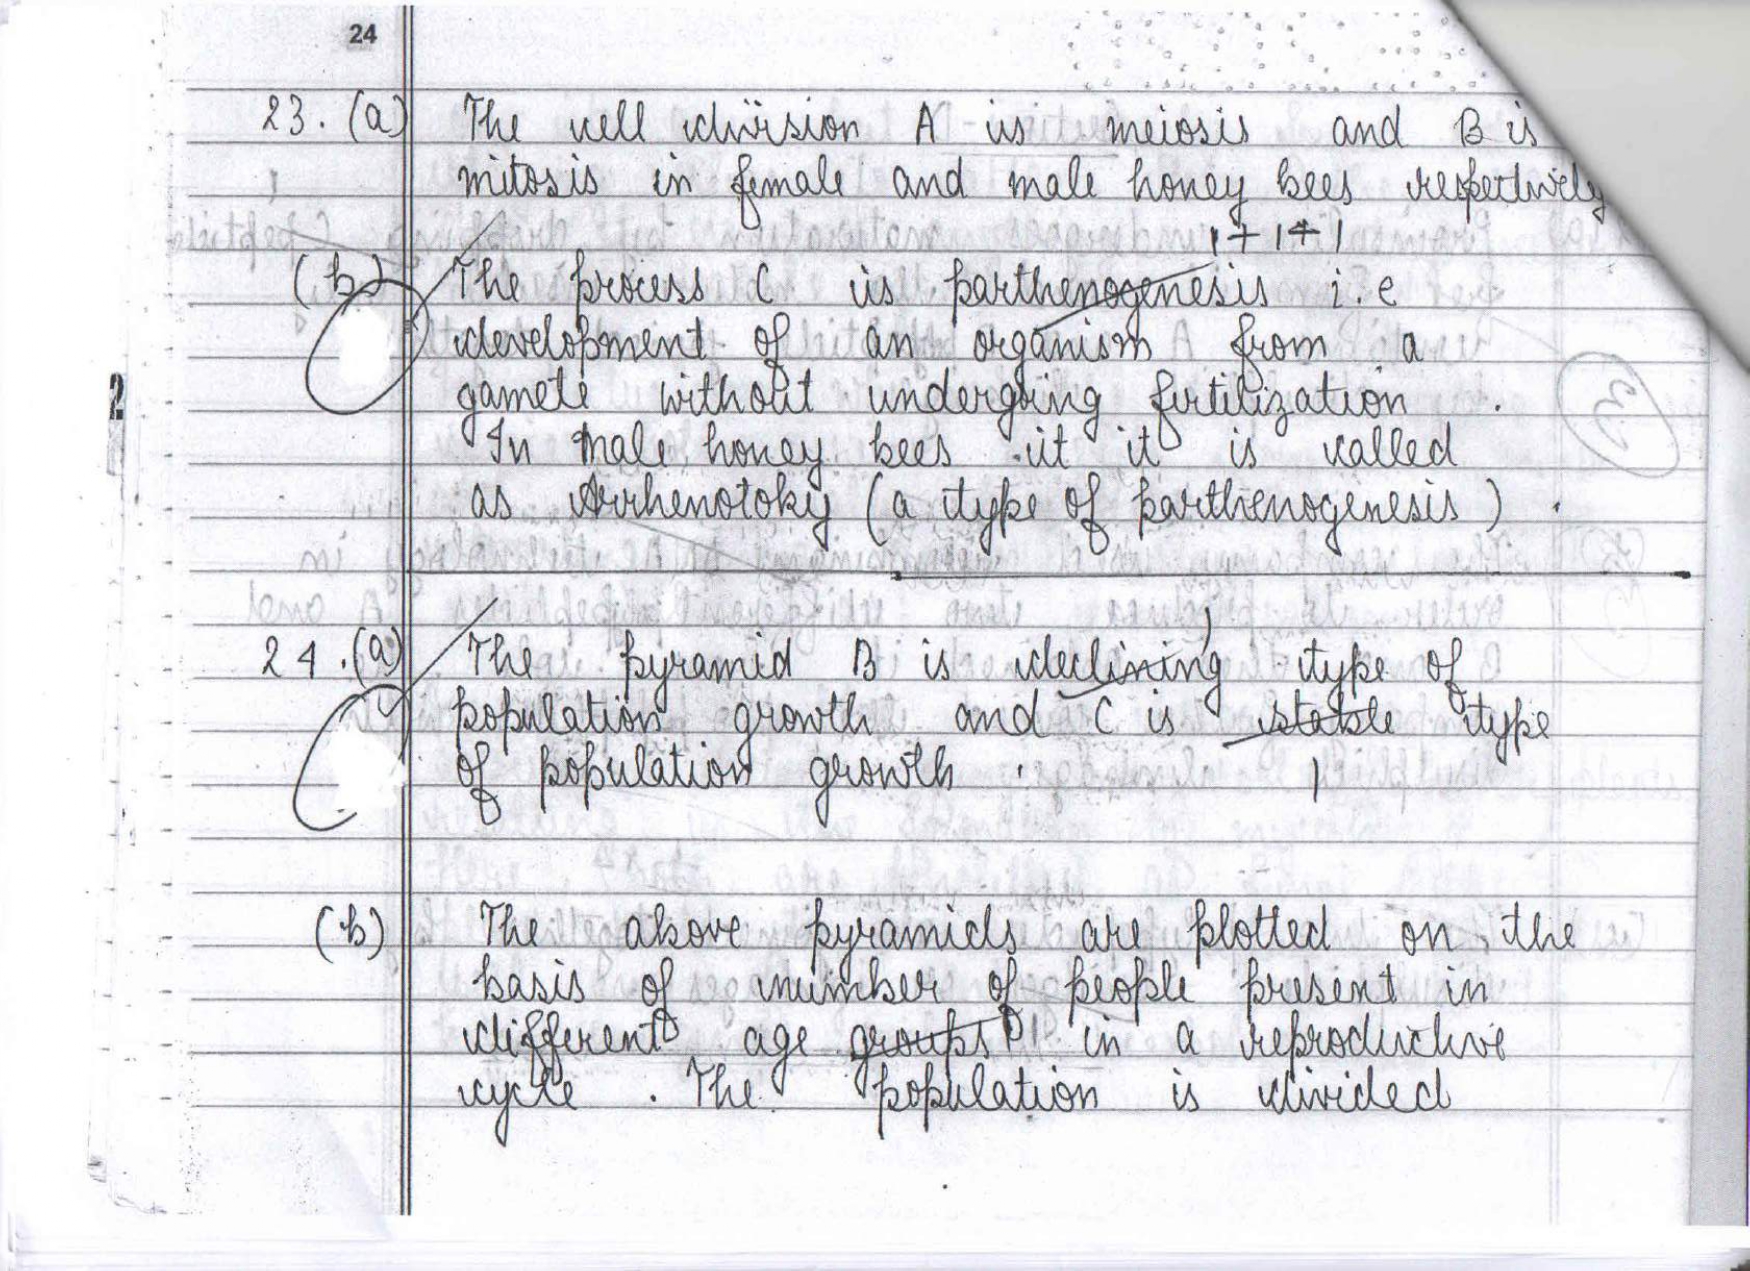 24
23. (a) The cell division A is meiosis and B is
mitosis in female and male honey bees respectively
1 + 1 + 1
(b) The process C is parthenogenesis i.e
development of an organism from a
gamete without undergoing fertilization .
In male honey bees it it is called
as Arrhenotoky (a type of parthenogenesis) .
24. (a) The pyramid B is declining type of
population growth and C is stable type
of population growth .
1
(b) The above pyramids are plotted on the
basis of number of people present in
different age groups in a reproductive
cycle . The population is divided
2